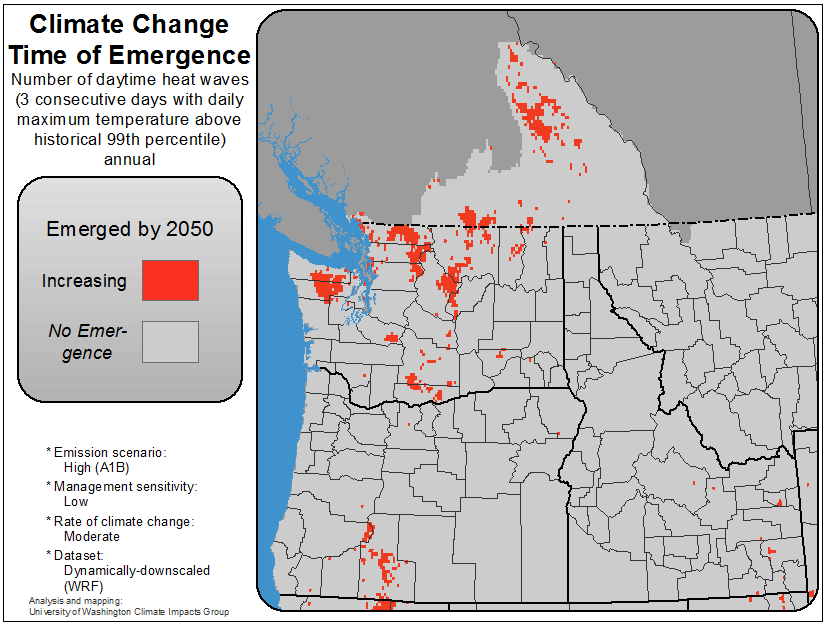 Climate Change
Time of Emergence
Number of daytime heat waves
(3 consecutive days with daily
maximum temperature above
historical 99th percentile)
annual
Emerged by 2050
Increasing
No Emer-
gence
* Emission scenario:
High (A1B)
* Management sensitivity:
Low
* Rate of climate change:
Moderate
* Dataset:
Dynamically-downscaled
(WRF)
Analysis and mapping:
University of Washington Climate Impacts Group